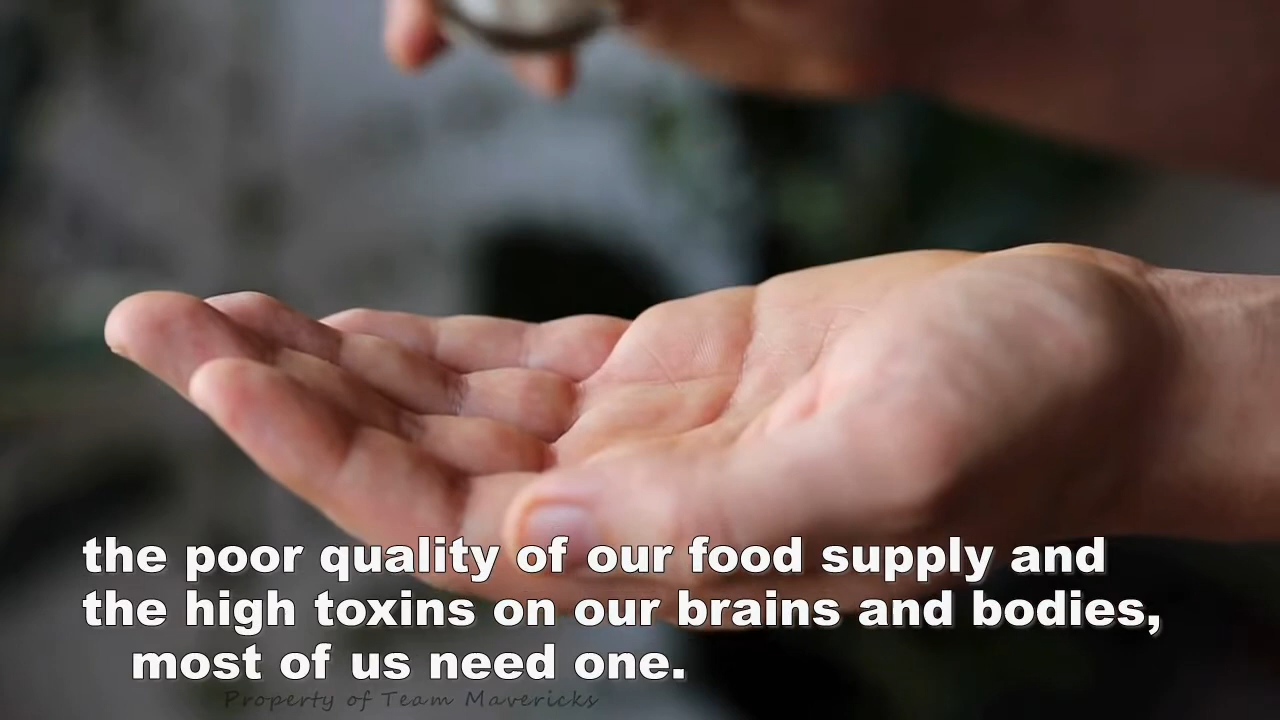 the poor quality of our food supply and
the high toxins on our brains and bodies,
most of us need one.
Property of Team Mavericks